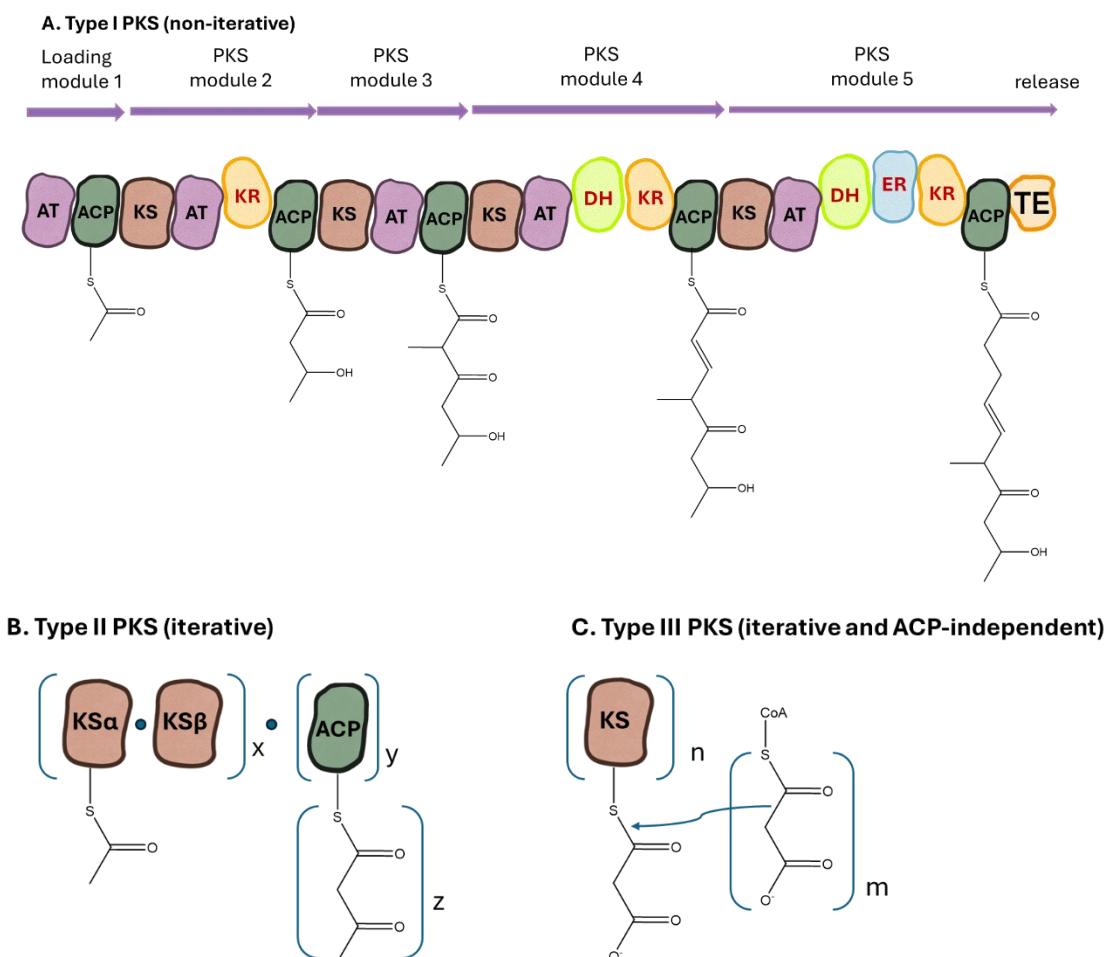 A. Type I PKS (non-iterative)
Loading module 1
PKS module 2
PKS module 3
PKS module 4
PKS module 5
release
AT ACP KS AT KR ACP KS AT ACP KS AT DH KR ACP KS AT DH ER KR ACP TE
S S S S S
O O O O O
OH O O O
OH OH O
OH
B. Type II PKS (iterative)
C. Type III PKS (iterative and ACP-independent)
KSα • KSβ x • ACP y
S O
S O O z
KS n
S O O O-
CoA
S O O O- m